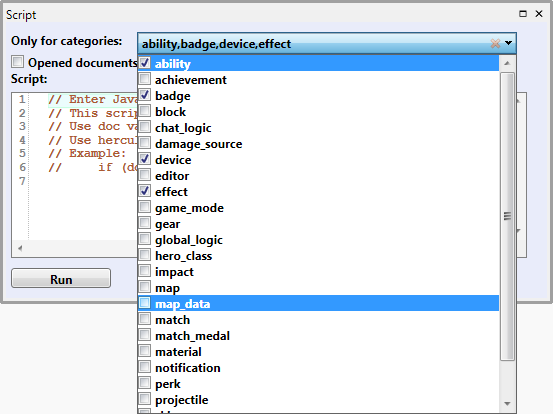 Script
Only for categories:
ability,badge,device,effect
Opened documents
Script:
1 // Enter Java
2 // This scrip
3 // Use doc va
4 // Use hercul
5 // Example:
6 // if (do
7
Run
ability
achievement
badge
block
chat_logic
damage_source
device
editor
effect
game_mode
gear
global_logic
hero_class
impact
map
map_data
match
match_medal
material
notification
perk
projectile